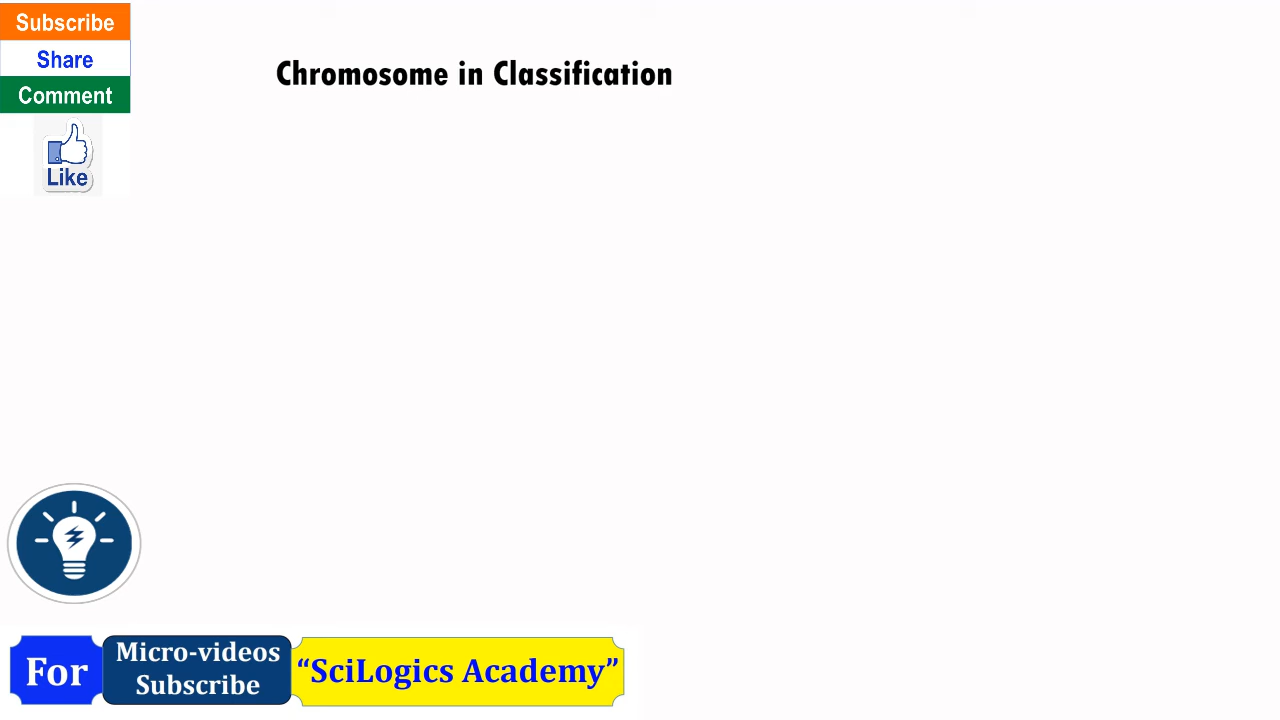 Subscribe
Share
Comment
Like
Chromosome in Classification
For
Micro-videos
Subscribe
“SciLogics Academy”